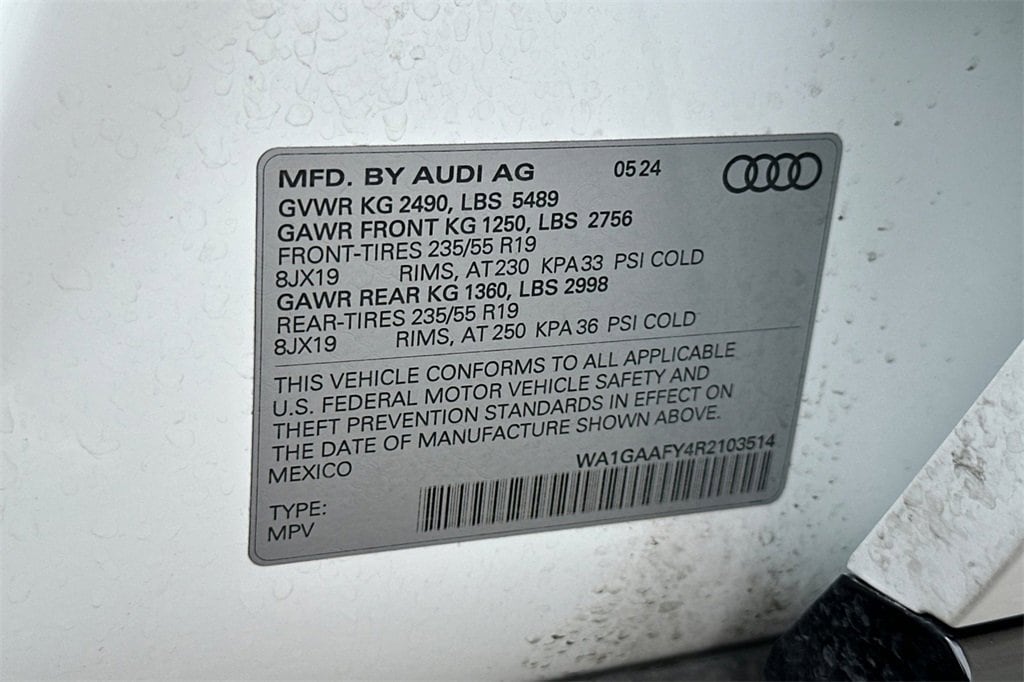 MFD. BY AUDI AG 05 24
GVWR KG 2490, LBS 5489
GAWR FRONT KG 1250, LBS 2756
FRONT-TIRES 235/55 R19
8JX19 RIMS, AT 230 KPA 33 PSI COLD
GAWR REAR KG 1360, LBS 2998
REAR-TIRES 235/55 R19
8JX19 RIMS, AT 250 KPA 36 PSI COLD
THIS VEHICLE CONFORMS TO ALL APPLICABLE
U.S. FEDERAL MOTOR VEHICLE SAFETY AND
THEFT PREVENTION STANDARDS IN EFFECT ON
THE DATE OF MANUFACTURE SHOWN ABOVE.
MEXICO WA1GAAFY4R2103514
TYPE:
MPV